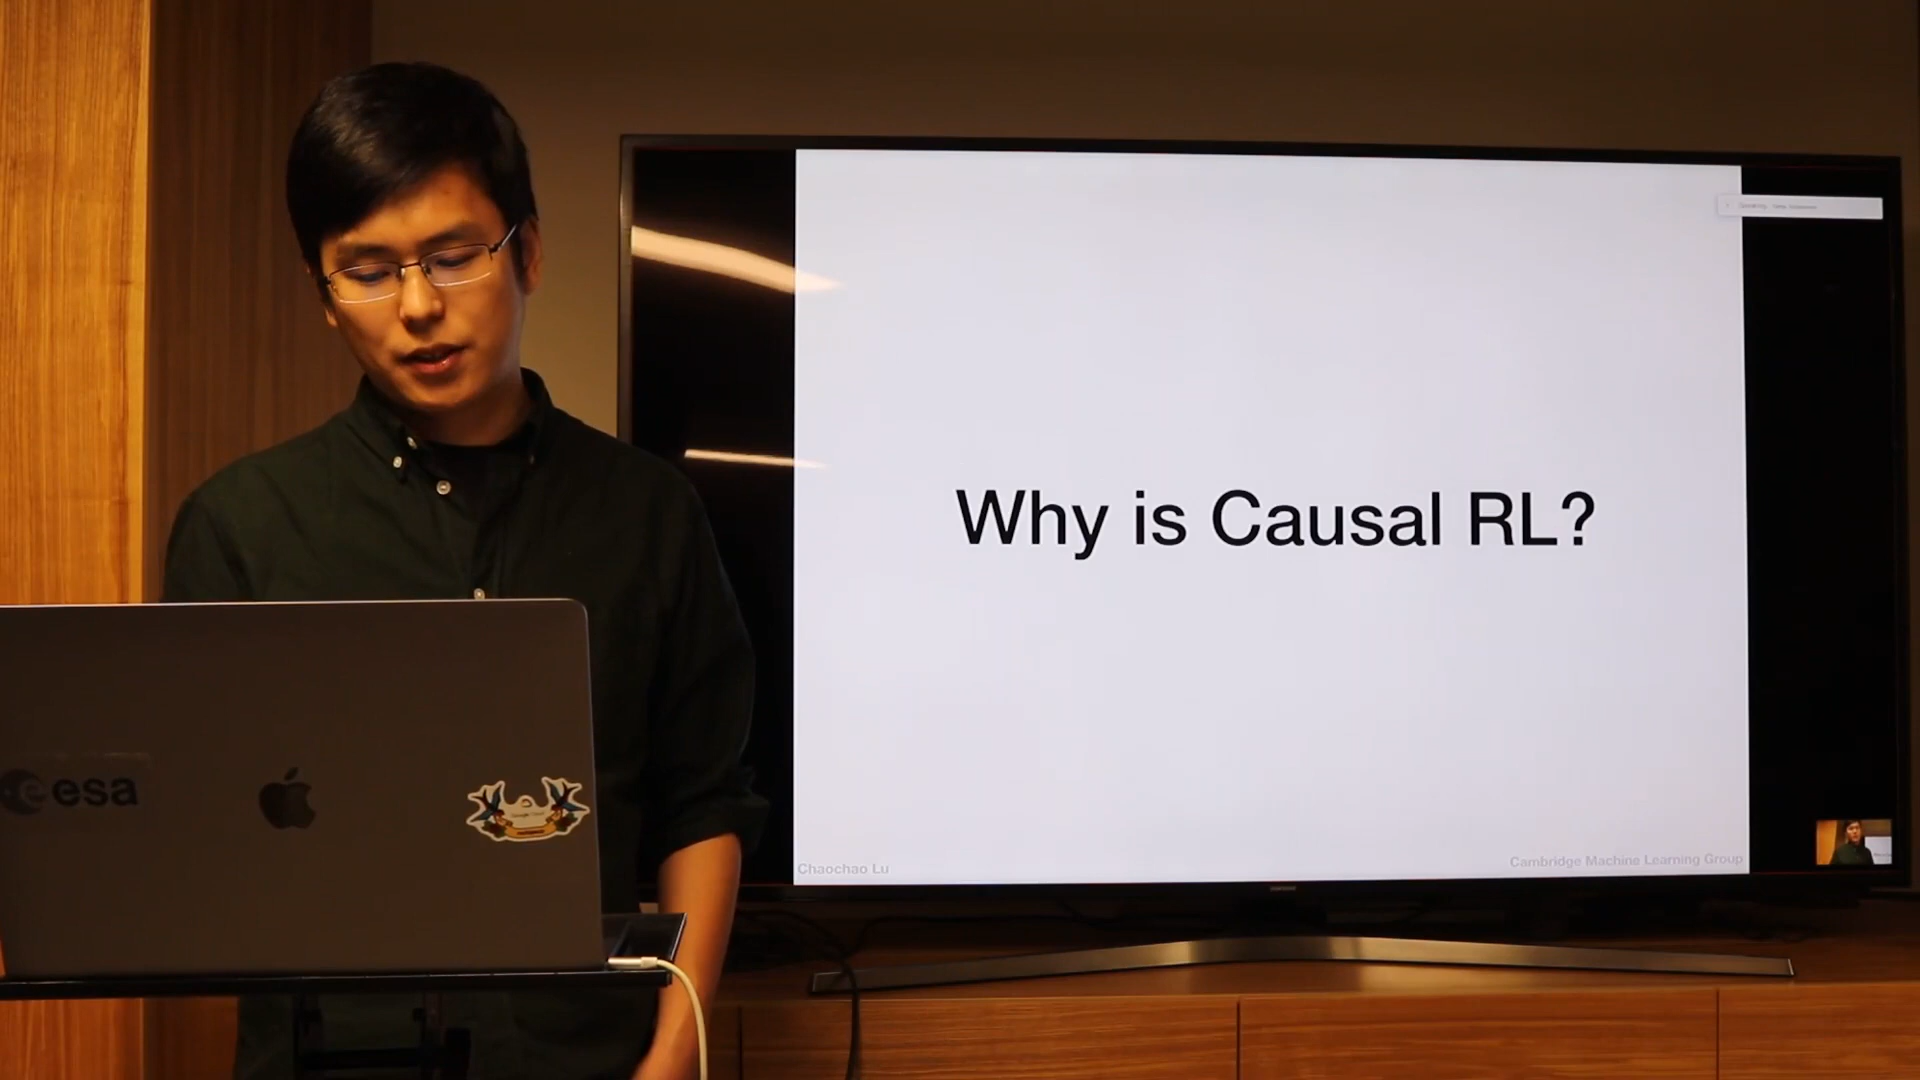 Why is Causal RL?
Chaochao Lu
Cambridge Machine Learning Group
esa